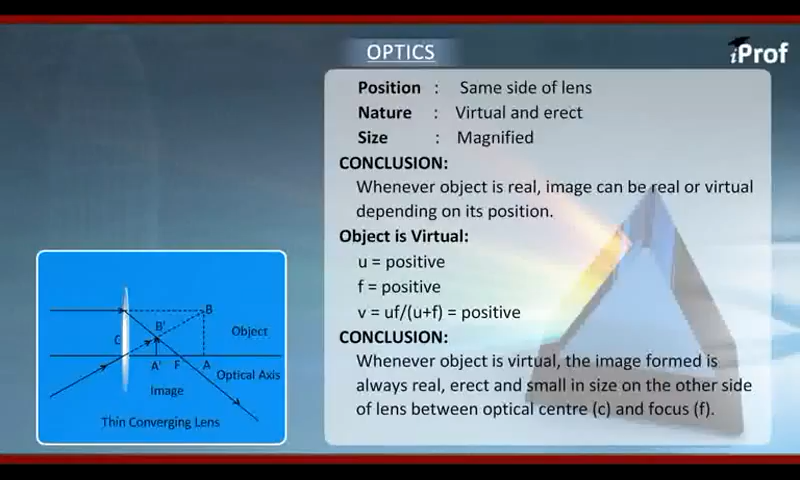 OPTICS
iProf
Position : Same side of lens
Nature : Virtual and erect
Size : Magnified
CONCLUSION:
Whenever object is real, image can be real or virtual
depending on its position.
Object is Virtual:
u = positive
f = positive
v = uf/(u+f) = positive
CONCLUSION:
Whenever object is virtual, the image formed is
always real, erect and small in size on the other side
of lens between optical centre (c) and focus (f).
B
B'
Object
C
A' F A
Optical Axis
Image
Thin Converging Lens